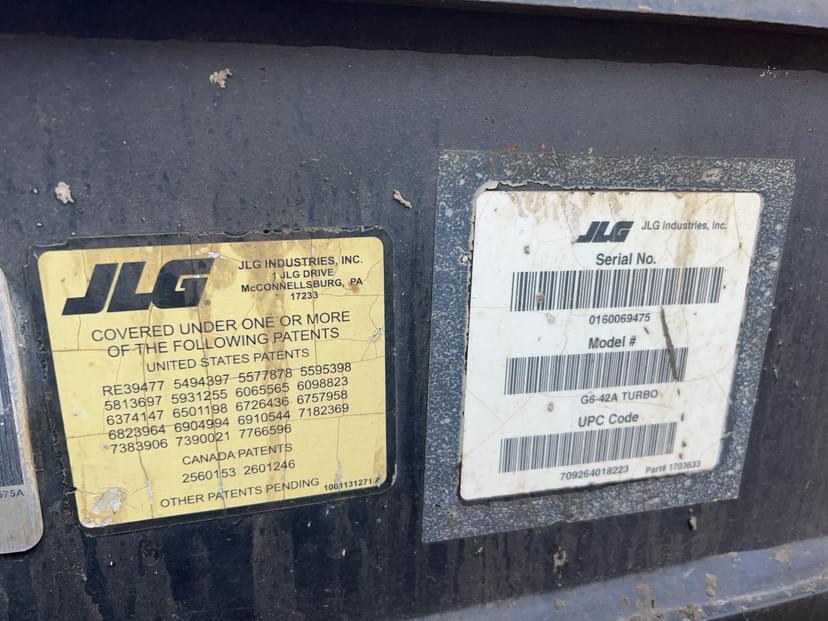 JLG
JLG INDUSTRIES, INC.
1 JLG DRIVE
McCONNELLSBURG, PA
17233
COVERED UNDER ONE OR MORE
OF THE FOLLOWING PATENTS
UNITED STATES PATENTS
RE39477 5494397 5577878 5595398
5813697 5931255 6065565 6098823
6374147 6501198 6726436 6757958
6823964 6904994 6910544 7182369
7383906 7390021 7766596
CANADA PATENTS
2560153 2601246
OTHER PATENTS PENDING
1001131271 A
JLG JLG Industries, Inc.
Serial No.
0160069475
Model #
G6-42A TURBO
UPC Code
709264018223
Part# 1703633